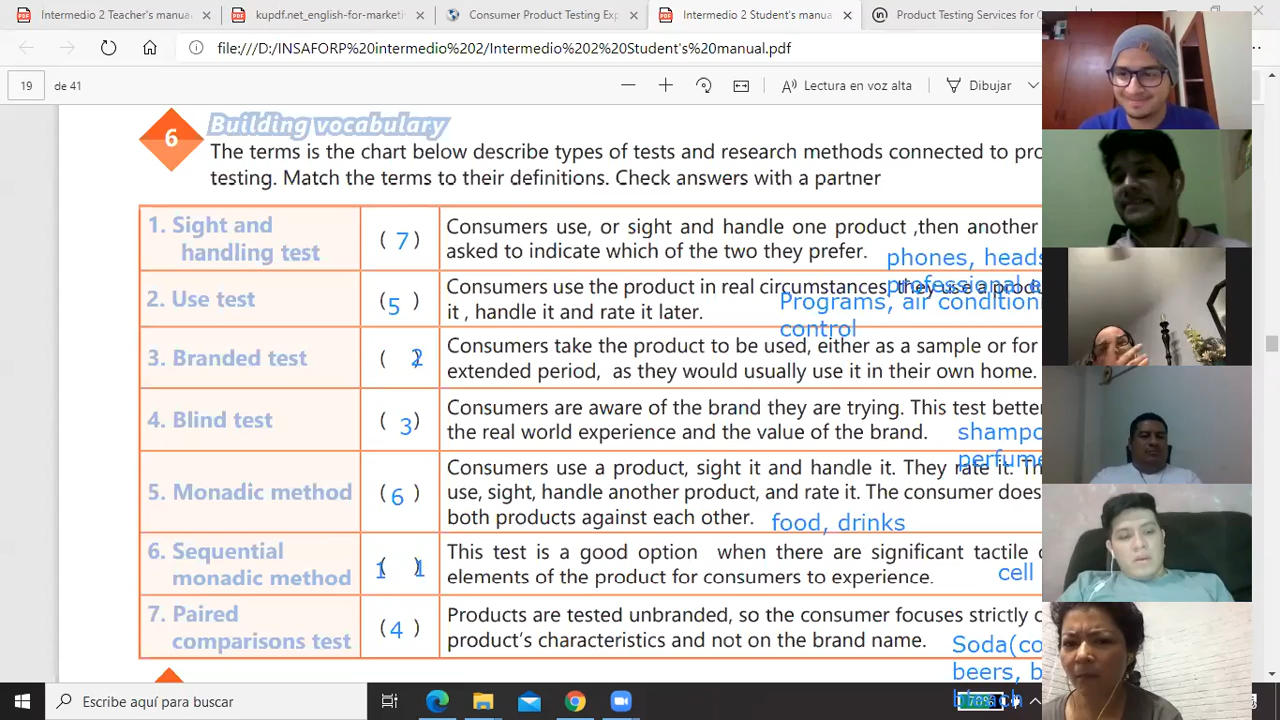 Intermedio 2 Teacher's manua
kupdf.net_english-for-marketi
Consumer Product Testing Exp
Intermedio 2 Student's manua
Product Testing Services for C
file:///D:/INSAFORP%20intermedio%202/Intermedio%202%20Student's%20manual.pdf
19 de 41
Lectura en voz alta
Dibujar
6 Building vocabulary
The terms is the chart below describe types of tests and research methods connected to pro
testing. Match the terms to their definitions. Check answers with a partner
1. Sight and
handling test
( 7 )
Consumers use, or sight and handle one product ,then another
asked to indicate which of the two they prefer.
phones, heads
professional e
2. Use test
( 5 )
Consumers use the product in real circumstances, they use a produ
it , handle it and rate it later.
Programs, air condition
control
3. Branded test
( 2 )
Consumers take the product to be used, either as a sample or for
extended period, as they would usually use it in their own home.
4. Blind test
( 3 )
Consumers are aware of the brand they are trying. This test better
the real world experience and the value of the brand.
shampo
perfume
5. Monadic method
( 6 )
Consumers use a product, sight it and handle it. They rate it. Th
use, sight, handle another product, and rate it. The consumer does
both products against each other.
food, drinks
6. Sequential
monadic method
1 ( 1 )
This test is a good option when there are significant tactile
elements of the product for consumers to experience.
cell
7. Paired
comparisons test
( 4 )
Products are tested unbranded, so the consumer focuses strictly
product's characteristics and not on the brand name.
Soda(co
beers, b
bleach
Escribe aquí para buscar